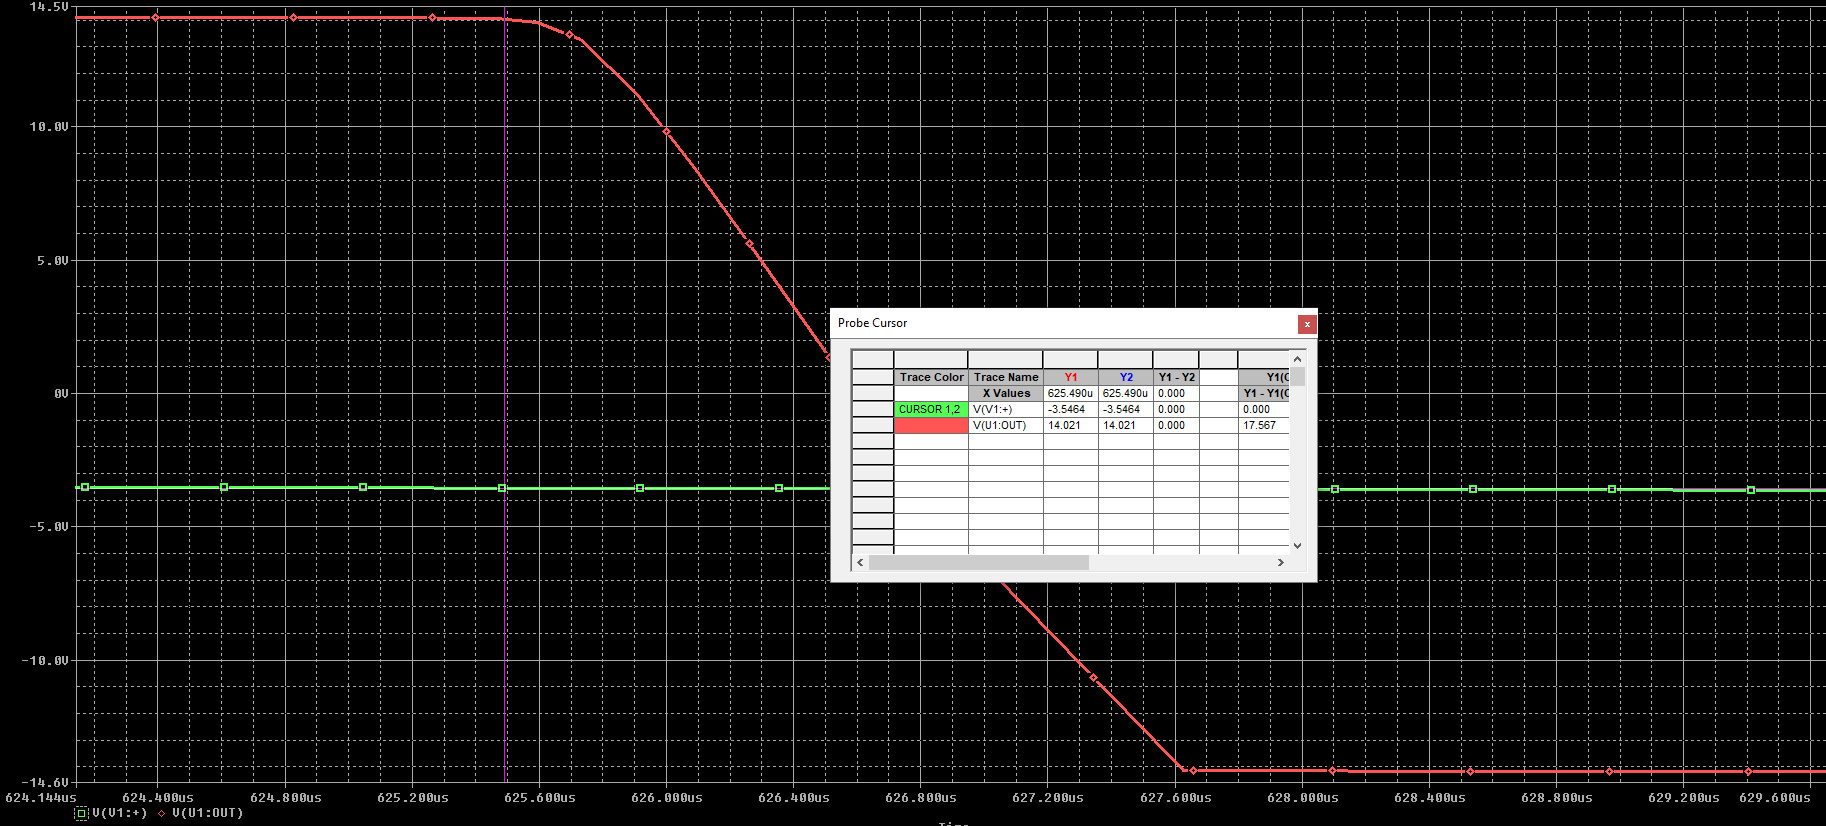 14.5V
10.0V
5.0V
0V
-5.0V
-10.0V
-14.6V
Probe Cursor
x
Trace Color Trace Name Y1 Y2 Y1 - Y2 Y1(C
X Values 625.490u 625.490u 0.000 Y1 - Y1(C
CURSOR 1,2 V(V1:+) -3.5464 -3.5464 0.000 0.000
V(U1:OUT) 14.021 14.021 0.000 17.567
624.144us 624.400us 624.800us 625.200us 625.600us 626.000us 626.400us 626.800us 627.200us 627.600us 628.000us 628.400us 628.800us 629.200us 629.600us
V(V1:+) V(U1:OUT)
Time